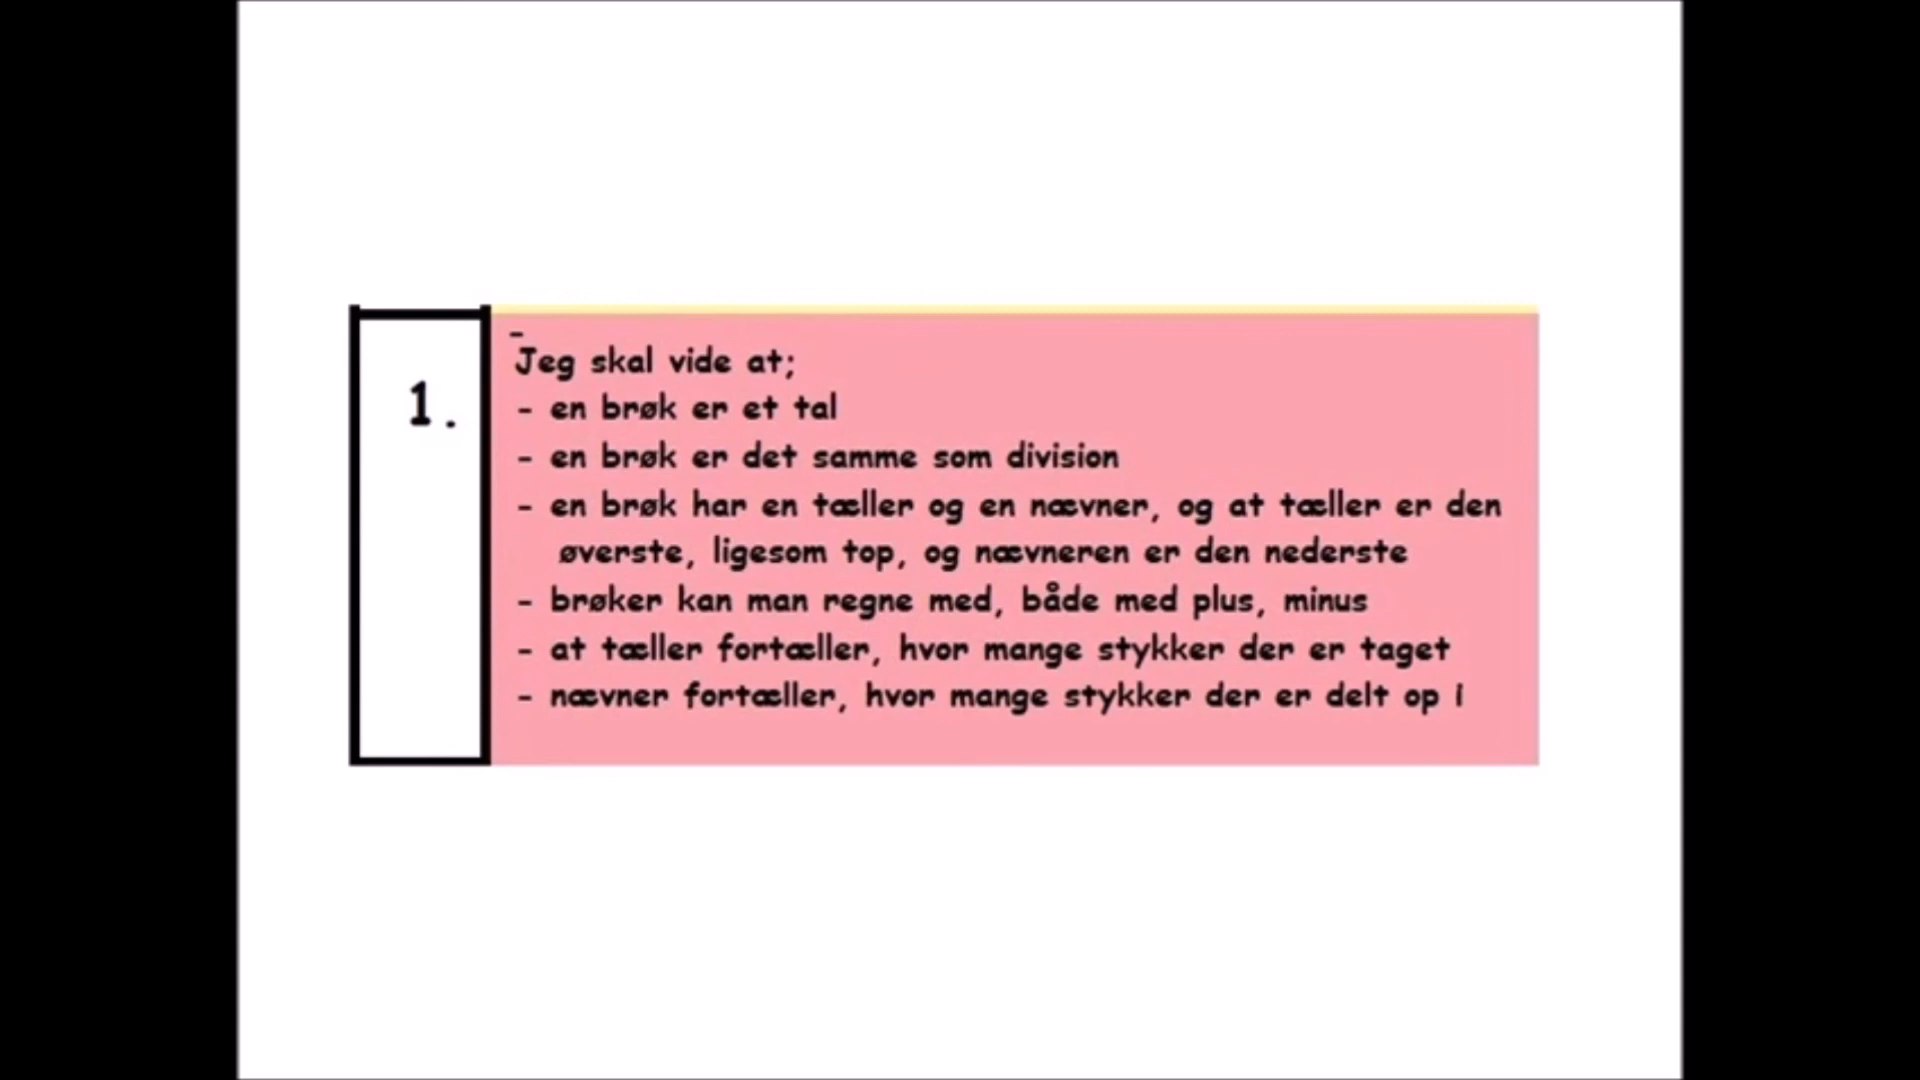 1.
Jeg skal vide at;
- en brøk er et tal
- en brøk er det samme som division
- en brøk har en tæller og en nævner, og at tæller er den
øverste, ligesom top, og nævneren er den nederste
- brøker kan man regne med, både med plus, minus
- at tæller fortæller, hvor mange stykker der er taget
- nævner fortæller, hvor mange stykker der er delt op i